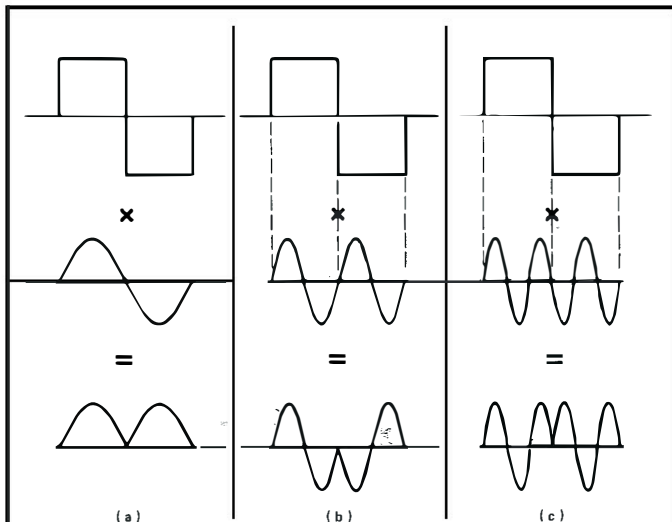 ×
×
×
=
=
=
(a)
(b)
(c)